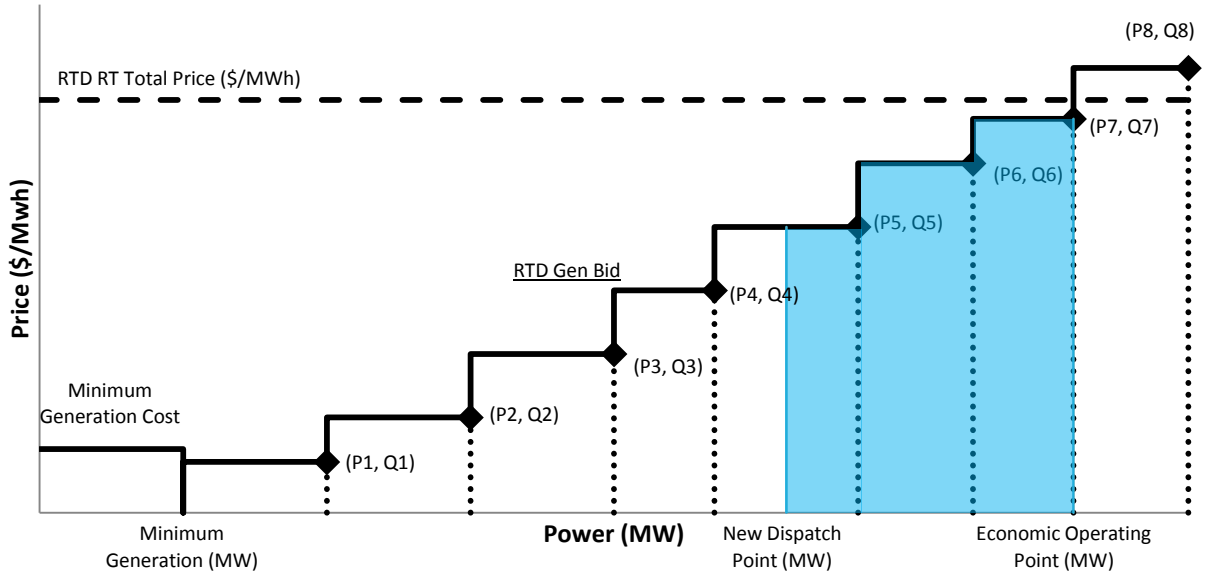 (P8, Q8)
RTD RT Total Price ($/MWh)
(P7, Q7)
(P6, Q6)
(P5, Q5)
RTD Gen Bid
(P4, Q4)
Price ($/Mwh)
(P3, Q3)
Minimum
Generation Cost
(P2, Q2)
(P1, Q1)
Minimum
Generation (MW)
Power (MW)
New Dispatch
Point (MW)
Economic Operating
Point (MW)